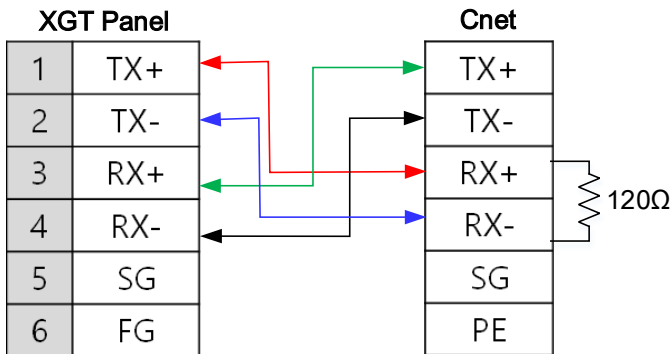 XGT Panel Cnet
1 TX+ TX+
2 TX- TX-
3 RX+ RX+
4 RX- RX-
120Ω
5 SG SG
6 FG PE